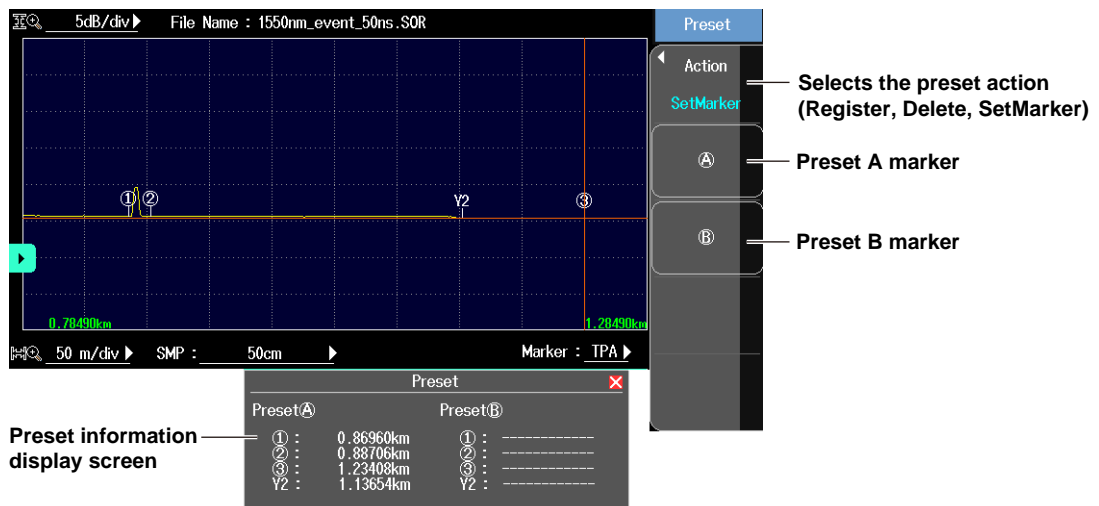 5dB/div File Name : 1550nm_event_50ns.SOR
Preset
Action
SetMarker
Selects the preset action
(Register, Delete, SetMarker)
Ⓐ
Preset A marker
① ② Y2 ③
Ⓑ
Preset B marker
0.78490km 1.28490km
50 m/div SMP : 50cm Marker : TPA
Preset
PresetⒶ PresetⒷ
Preset information
display screen
① : 0.86960km ① : ------------
② : 0.88706km ② : ------------
③ : 1.23408km ③ : ------------
Y2 : 1.13654km Y2 : ------------